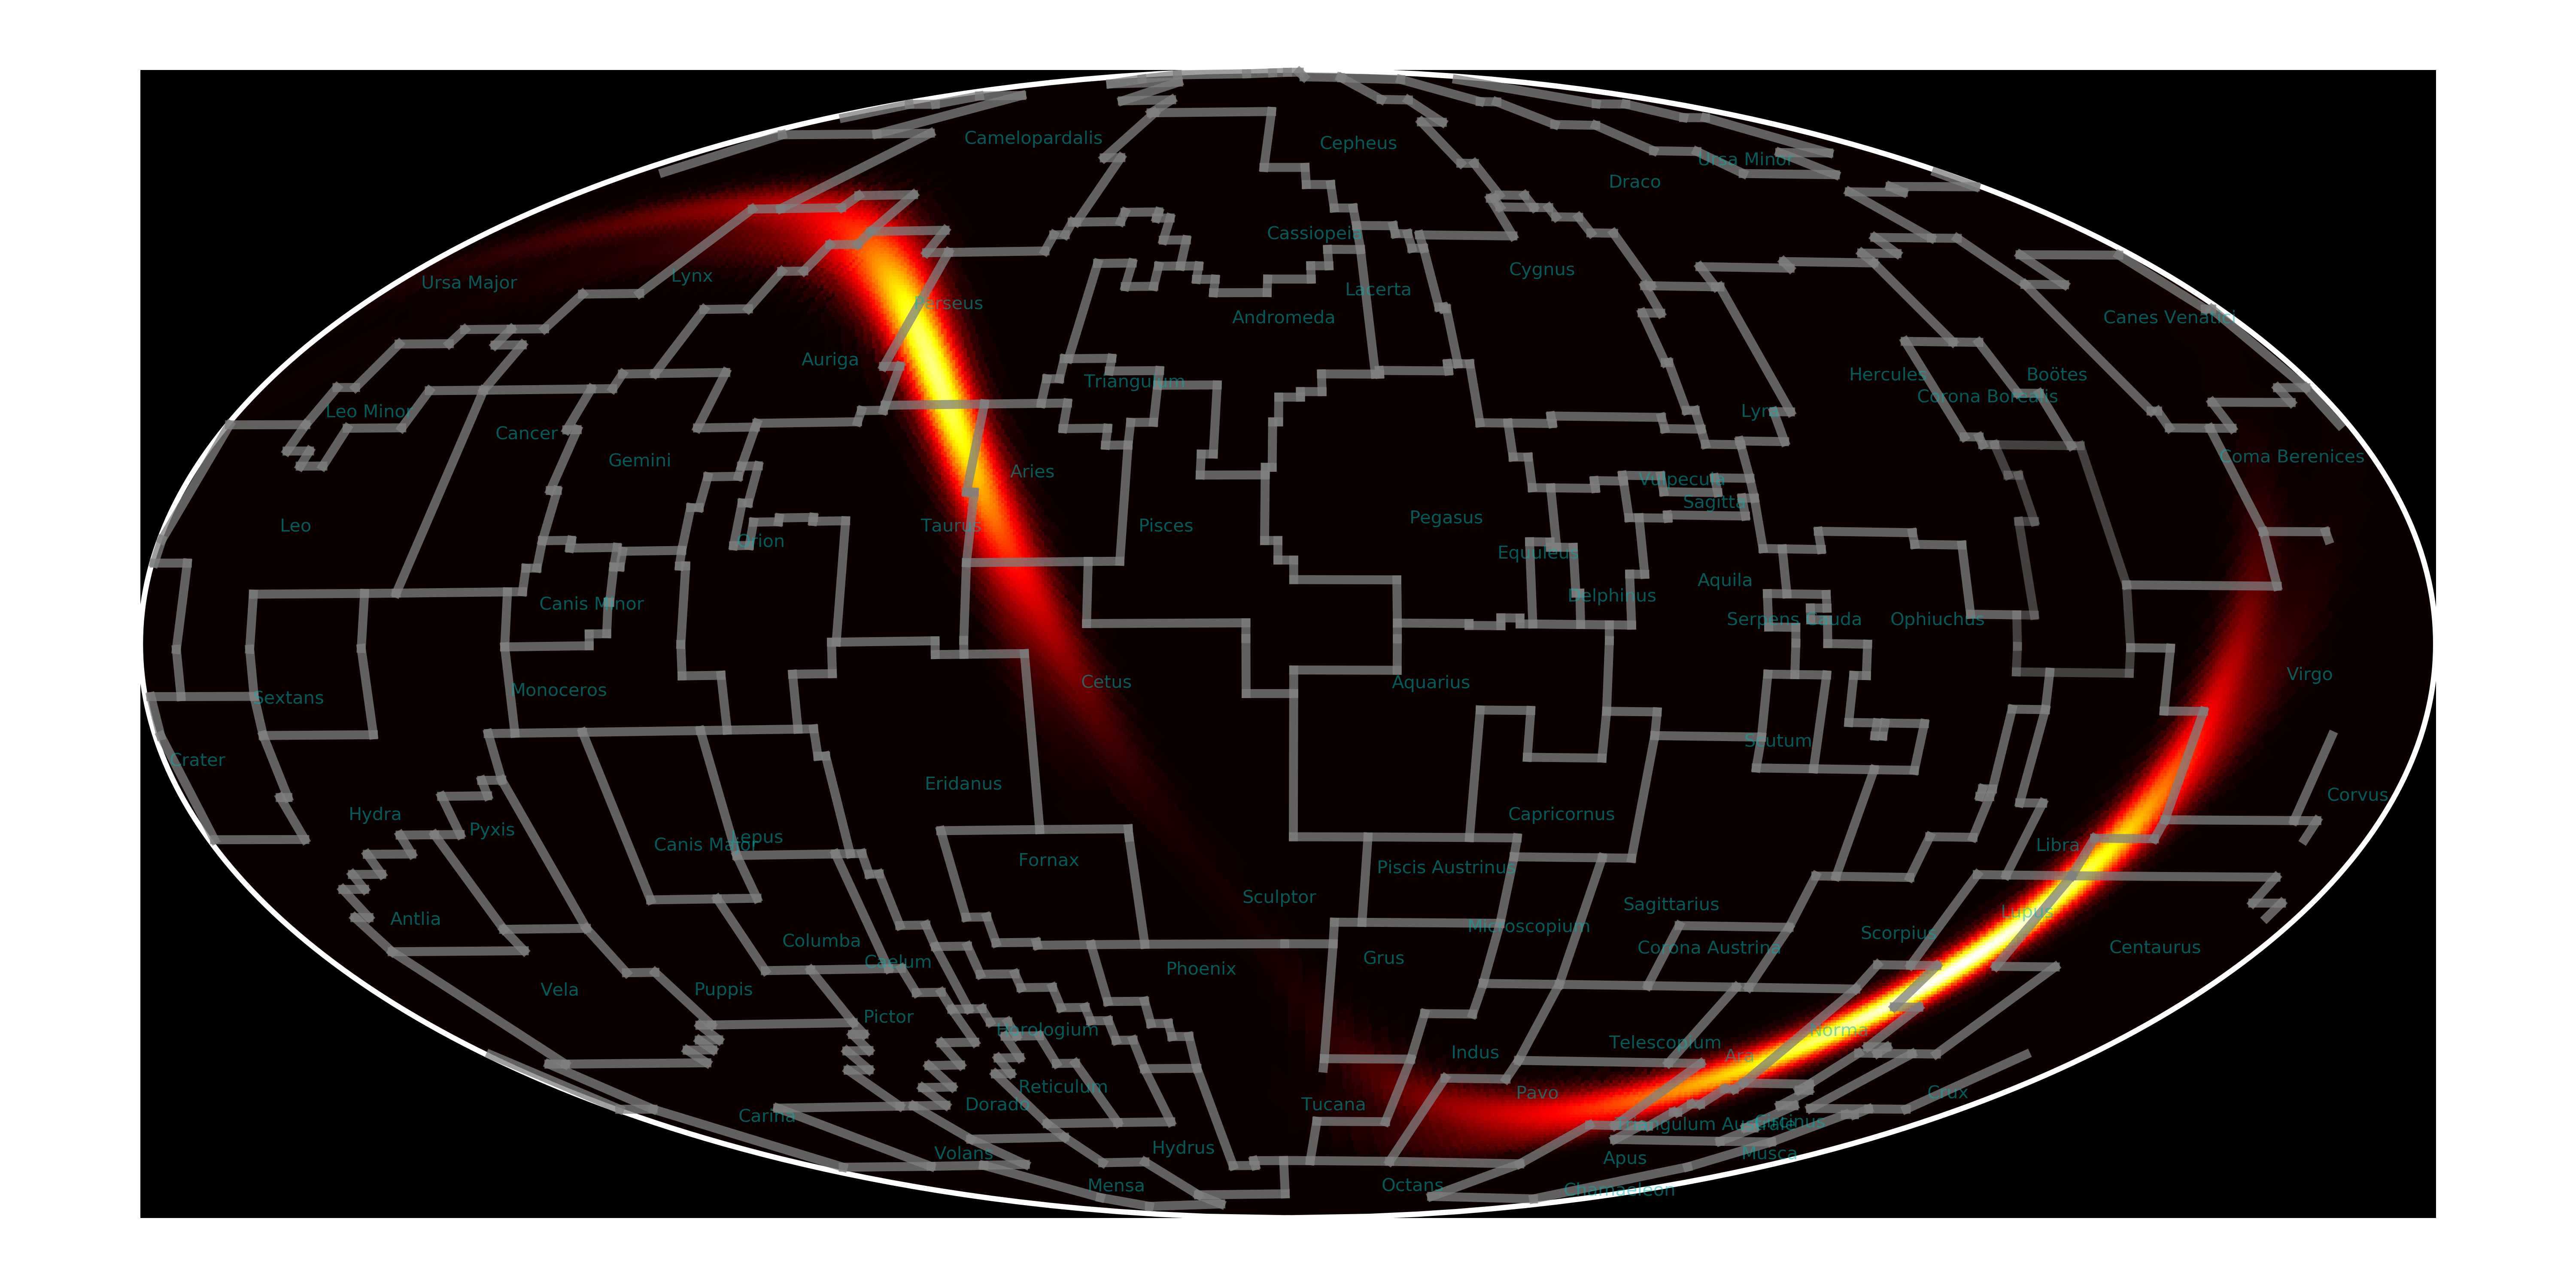 Camelopardalis
Cepheus
Ursa Minor
Draco
Cassiopeia
Cygnus
Lynx
Ursa Major
Lacerta
Perseus
Andromeda
Canes Venatici
Auriga
Triangulum
Hercules
Boötes
Corona Borealis
Leo Minor
Lyra
Cancer
Gemini
Aries
Coma Berenices
Vulpecula
Sagitta
Leo
Taurus
Pisces
Pegasus
Orion
Equuleus
Aquila
Canis Minor
Delphinus
Serpens Cauda
Ophiuchus
Virgo
Cetus
Aquarius
Monoceros
Sextans
Scutum
Crater
Eridanus
Corvus
Hydra
Capricornus
Pyxis
Lepus
Canis Major
Libra
Fornax
Piscis Austrinus
Sculptor
Sagittarius
Lupus
Antlia
Microscopium
Scorpius
Columba
Corona Austrina
Centaurus
Grus
Caelum
Phoenix
Vela
Puppis
Pictor
Horologium
Norma
Telescopium
Indus
Ara
Reticulum
Pavo
Crux
Dorado
Tucana
Carina
Circinus
Triangulum Australe
Hydrus
Volans
Musca
Apus
Mensa
Octans
Chamaeleon